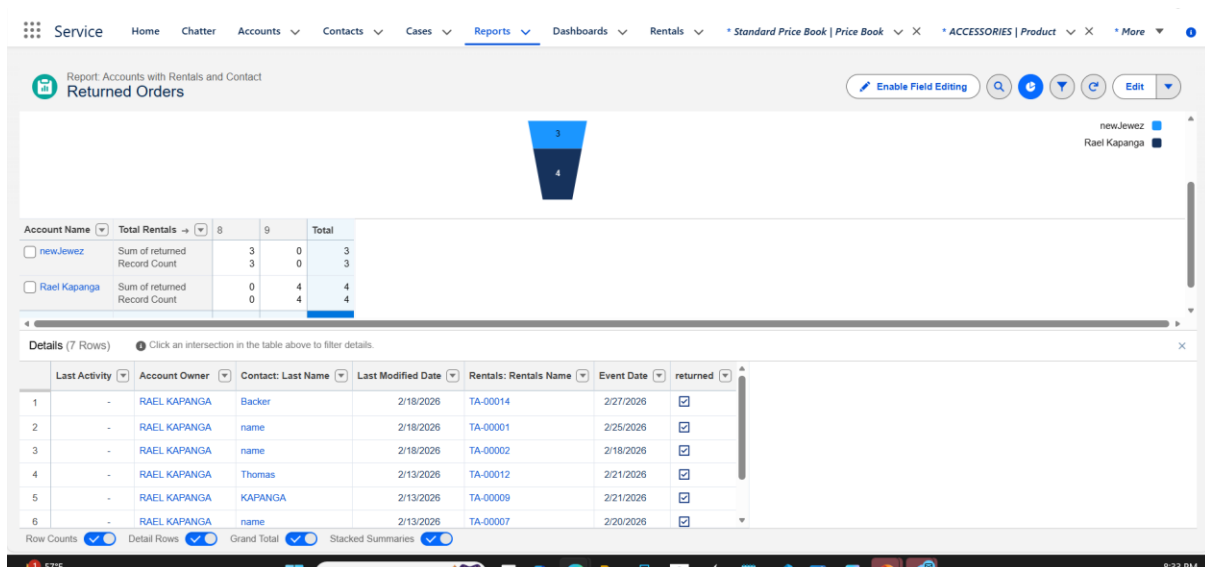 Service Home Chatter Accounts Contacts Cases Reports Dashboards Rentals * Standard Price Book | Price Book * ACCESSORIES | Product * More
Report: Accounts with Rentals and Contact
Returned Orders
Enable Field Editing Edit
3
4
newJewez
Rael Kapanga
Account Name Total Rentals → 8 9 Total
newJewez Sum of returned 3 0 3
Record Count 3 0 3
Rael Kapanga Sum of returned 0 4 4
Record Count 0 4 4
Details (7 Rows) Click an intersection in the table above to filter details.
Last Activity Account Owner Contact: Last Name Last Modified Date Rentals: Rentals Name Event Date returned
1 - RAEL KAPANGA Backer 2/18/2026 TA-00014 2/27/2026
2 - RAEL KAPANGA name 2/18/2026 TA-00001 2/25/2026
3 - RAEL KAPANGA name 2/18/2026 TA-00002 2/18/2026
4 - RAEL KAPANGA Thomas 2/13/2026 TA-00012 2/21/2026
5 - RAEL KAPANGA KAPANGA 2/13/2026 TA-00009 2/21/2026
6 - RAEL KAPANGA name 2/13/2026 TA-00007 2/20/2026
Row Counts Detail Rows Grand Total Stacked Summaries
1 57°F 8:33 PM